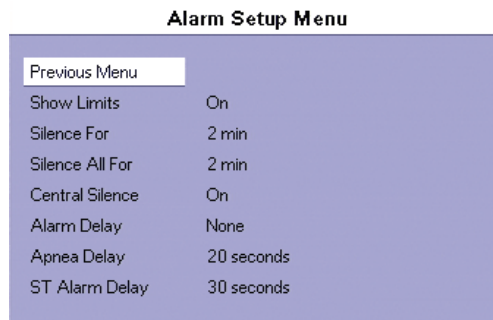 Alarm Setup Menu
Previous Menu
Show Limits On
Silence For 2 min
Silence All For 2 min
Central Silence On
Alarm Delay None
Apnea Delay 20 seconds
ST Alarm Delay 30 seconds